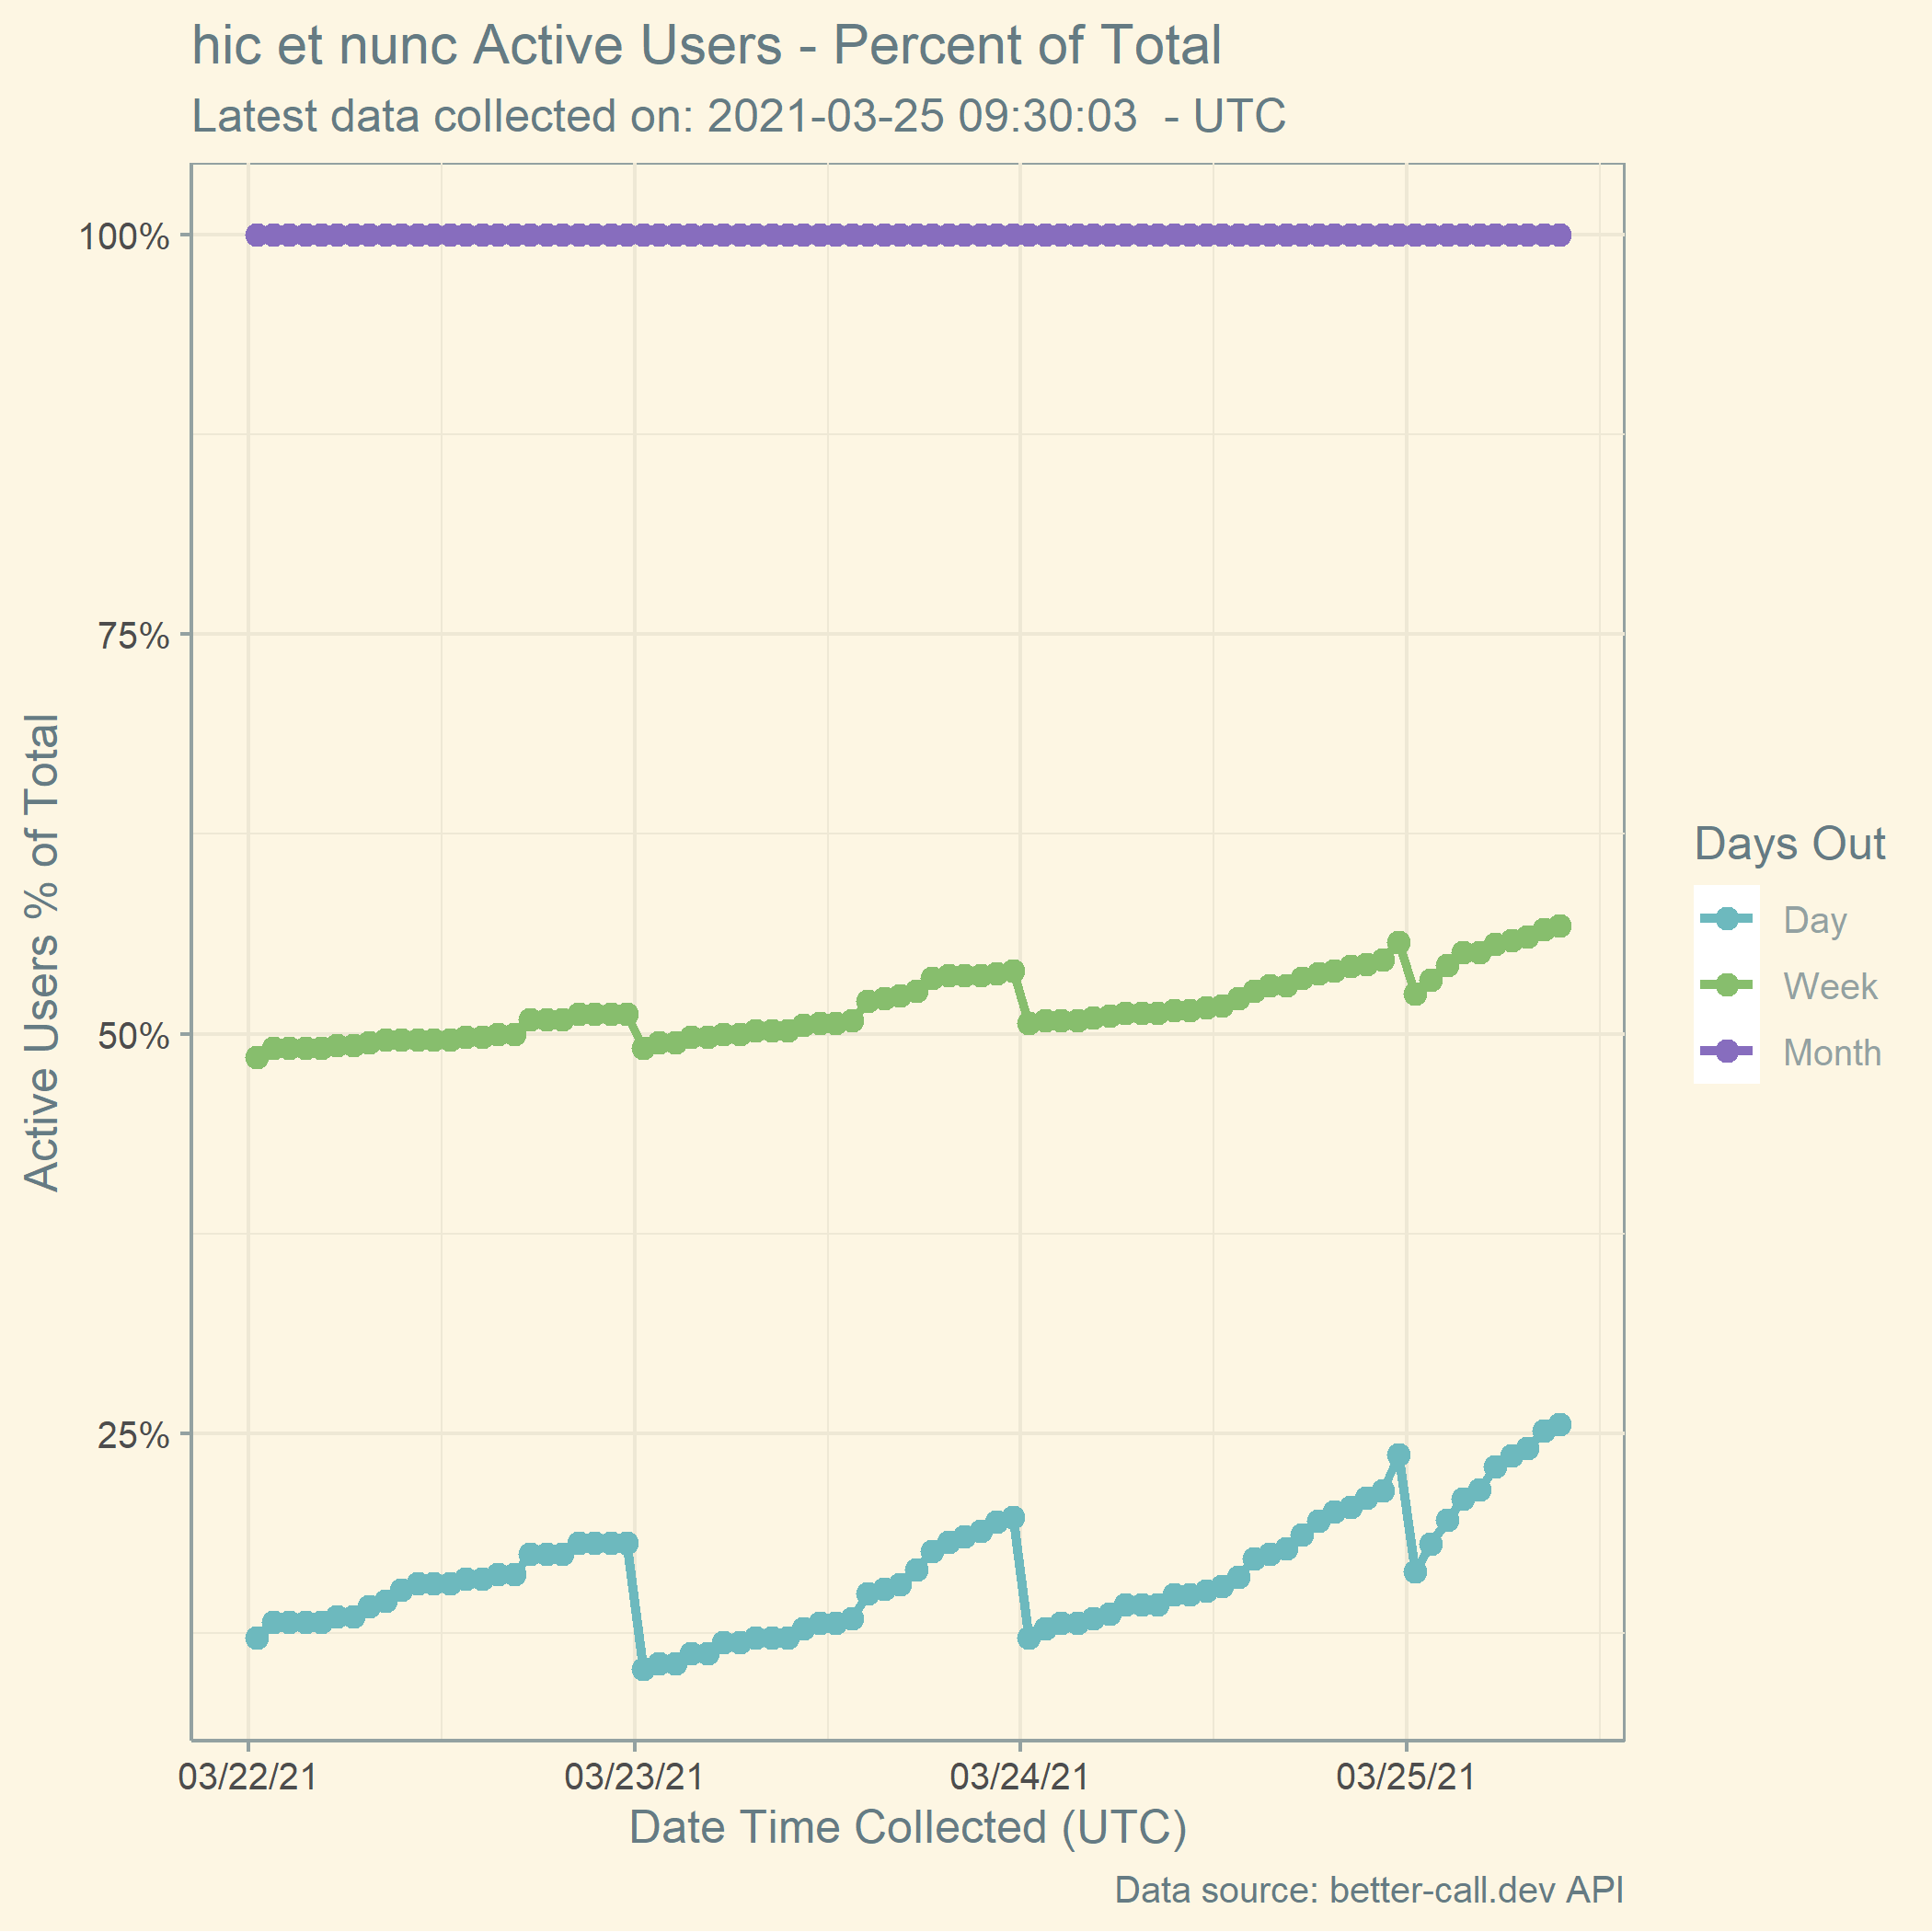 hic et nunc Active Users - Percent of Total
Latest data collected on: 2021-03-25 09:30:03  - UTC
100%
75%
50%
25%
Active Users % of Total
03/22/21
03/23/21
03/24/21
03/25/21
Date Time Collected (UTC)
Days Out
Day
Week
Month
Data source: better-call.dev API